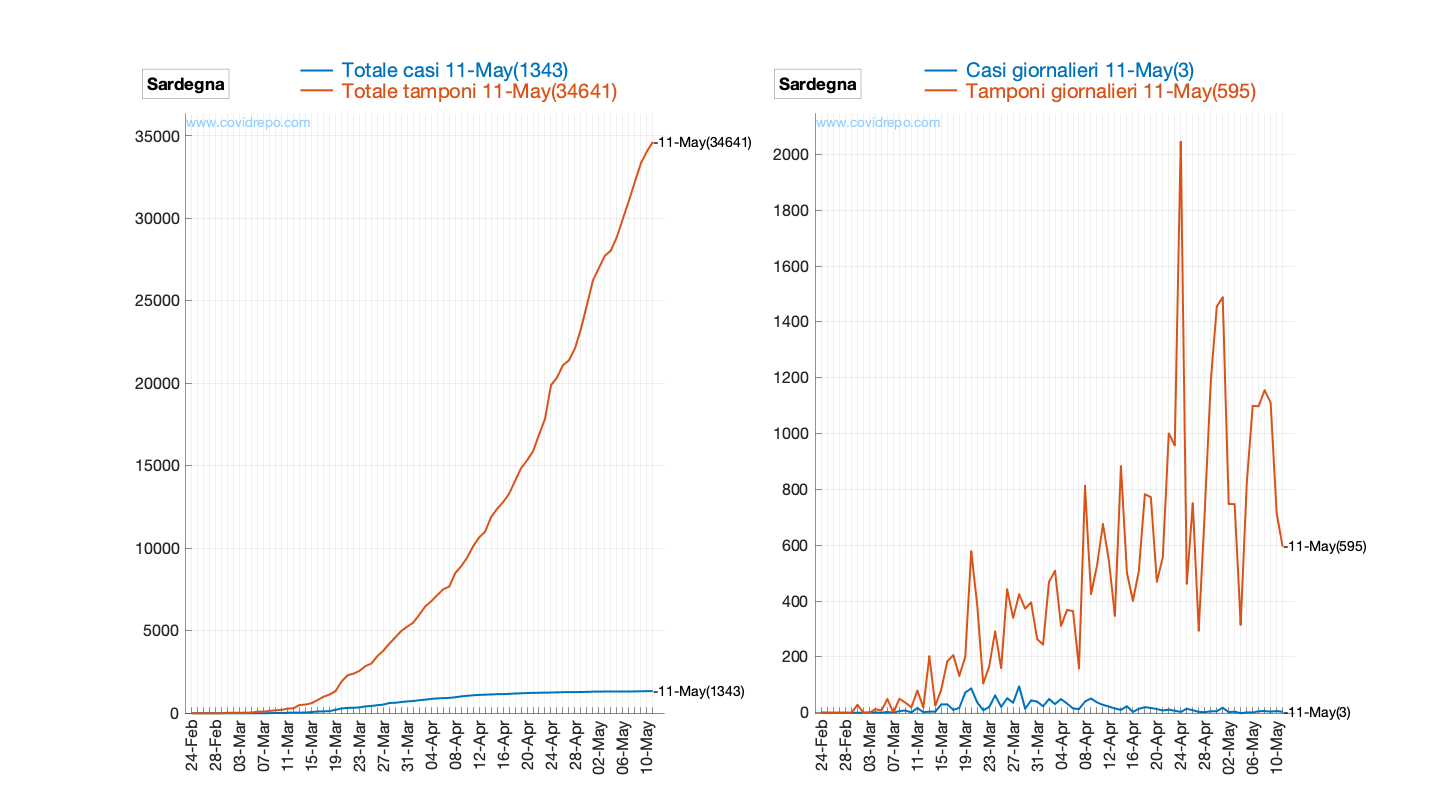 Sardegna
Totale casi 11-May(1343)
Totale tamponi 11-May(34641)
www.covidrepo.com
35000
30000
25000
20000
15000
10000
5000
0
11-May(34641)
11-May(1343)
24-Feb
28-Feb
03-Mar
07-Mar
11-Mar
15-Mar
19-Mar
23-Mar
27-Mar
31-Mar
04-Apr
08-Apr
12-Apr
16-Apr
20-Apr
24-Apr
28-Apr
02-May
06-May
10-May
Sardegna
Casi giornalieri 11-May(3)
Tamponi giornalieri 11-May(595)
www.covidrepo.com
2000
1800
1600
1400
1200
1000
800
600
400
200
0
11-May(595)
11-May(3)
24-Feb
28-Feb
03-Mar
07-Mar
11-Mar
15-Mar
19-Mar
23-Mar
27-Mar
31-Mar
04-Apr
08-Apr
12-Apr
16-Apr
20-Apr
24-Apr
28-Apr
02-May
06-May
10-May